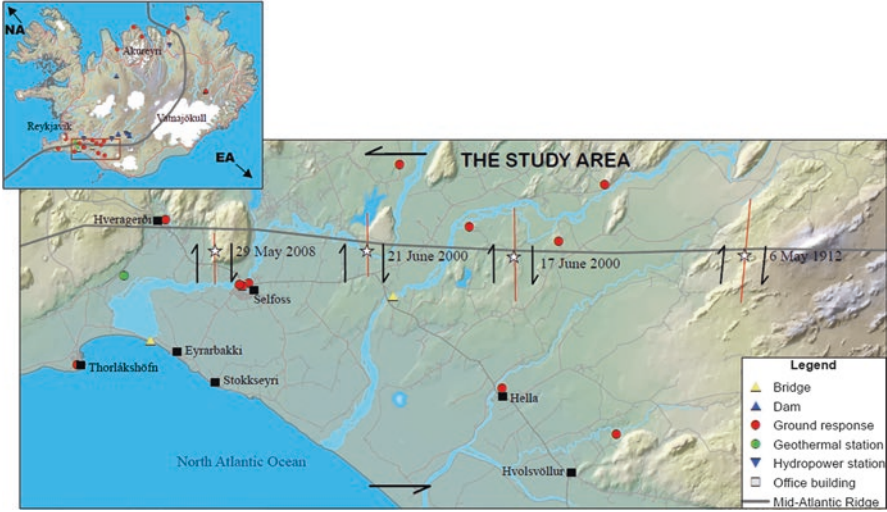 NA
Akureyri
Reykjavik
Vatnajökull
EA
THE STUDY AREA
Hveragerði
29 May 2008
21 June 2000
17 June 2000
6 May 1912
Selfoss
Eyrarbakki
Thorlákshöfn
Stokkseyri
Hella
North Atlantic Ocean
Hvolsvöllur
Legend
Bridge
Dam
Ground response
Geothermal station
Hydropower station
Office building
Mid-Atlantic Ridge